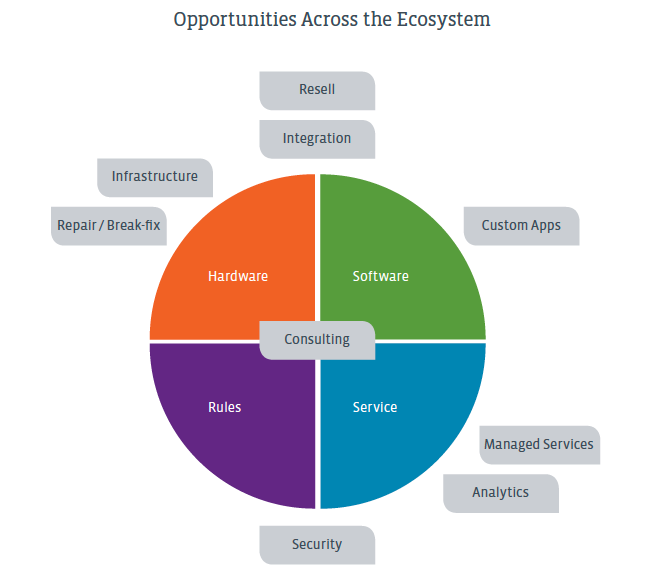 Opportunities Across the Ecosystem
Resell
Integration
Infrastructure
Repair / Break-fix
Custom Apps
Hardware
Software
Consulting
Rules
Service
Managed Services
Analytics
Security